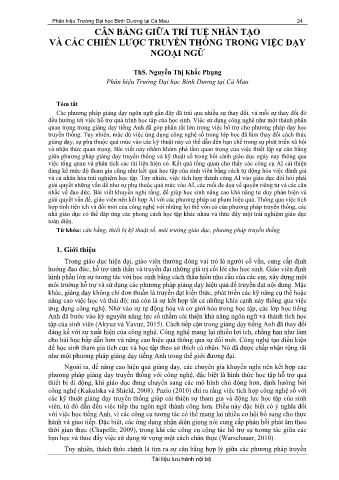 Phân hiệu Trường Đại học Bình Dương tại Cà Mau 24
CÂN BẰNG GIỮA TRÍ TUỆ NHÂN TẠO
VÀ CÁC CHIẾN LƯỢC TRUYỀN THỐNG TRONG VIỆC DẠY
NGOẠI NGỮ
ThS. Nguyễn Thị Khắc Phụng
Phân hiệu Trường Đại học Bình Dương tại Cà Mau
Tóm tắt
Các phương pháp giảng dạy ngôn ngữ gần đây đã trải qua nhiều sự thay đổi, và mỗi sự thay đổi đó
đều hướng tới việc hỗ trợ quá trình học tập của học sinh. Việc sử dụng công nghệ như một thành phần
quan trọng trong giảng dạy tiếng Anh đã góp phần rất lớn trong việc bổ trợ cho phương pháp dạy học
truyền thống. Tuy nhiên, mặc dù việc ứng dụng công nghệ số trong lớp học đã làm thay đổi cách thức
giảng dạy, sự phụ thuộc quá mức vào các kỹ thuật này có thể dẫn đến hạn chế trong sự phát triển xã hội
và nhận thức quan trọng. Bài viết này nhằm khám phá tầm quan trọng của việc thiết lập sự cân bằng
giữa phương pháp giảng dạy truyền thống và kỹ thuật số trong bối cảnh giáo dục ngày nay thông qua
việc tổng quan và phân tích các tài liệu hiện có. Kết quả tổng quan cho thấy các công cụ AI cải thiện
đáng kể mức độ tham gia cũng như kết quả học tập của sinh viên bằng cách tự động hóa việc đánh giá
và cá nhân hóa trải nghiệm học tập. Tuy nhiên, việc tích hợp thành công AI vào giáo dục đòi hỏi phải
giải quyết những vấn đề như sự phụ thuộc quá mức vào AI, các mối đe dọa về quyền riêng tư và các cân
nhắc về đạo đức. Bài viết khuyến nghị rằng, để giúp học sinh nâng cao khả năng tư duy phản biện và
giải quyết vấn đề, giáo viên nên kết hợp AI với các phương pháp sư phạm hiệu quả. Thông qua việc tích
hợp tính tiện ích và đổi mới của công nghệ với những lợi thế vốn có của phương pháp truyền thống, các
nhà giáo dục có thể đáp ứng các phong cách học tập khác nhau và thúc đẩy một trải nghiệm giáo dục
toàn diện.
Từ khóa: cân bằng, thiết bị kỹ thuật số, môi trường giáo dục, phương pháp truyền thống
1. Giới thiệu
Trong giáo dục hiện đại, giáo viên thường đóng vai trò là người cố vấn, cung cấp định
hướng đạo đức, hỗ trợ tinh thần và truyền đạt những giá trị cốt lõi cho học sinh. Giáo viên định
hình phần lớn sự tương tác với học sinh bằng cách thấu hiểu nhu cầu của các em, xây dựng một
môi trường hỗ trợ và sử dụng các phương pháp giảng dạy hiệu quả để truyền đạt nội dung. Mặc
khác, giảng dạy không chỉ đơn thuần là truyền đạt kiến thức, phát triển các kỹ năng cụ thể hoặc
nâng cao việc học và thái độ; mà còn là sự kết hợp tất cả những khía cạnh này thông qua việc
ứng dụng công nghệ. Nhờ vào sự tự động hóa và cơ giới hóa trong học tập, các lớp học tiếng
Anh đã bước vào kỷ nguyên năng lực số nhằm cải thiện khả năng ngôn ngữ và thành tích học
tập của sinh viên (Akyuz và Yavuz, 2015). Cách tiếp cận trong giảng dạy tiếng Anh đã thay đổi
đáng kể với sự xuất hiện của công nghệ. Công nghệ mang lại nhiều lợi ích, chẳng hạn như làm
cho bài học hấp dẫn hơn và nâng cao hiệu quả thông qua sự đổi mới. Công nghệ tạo điều kiện
để học sinh tham gia tích cực và học tập theo sở thích cá nhân. Nó đã được chấp nhận rộng rãi
như một phương pháp giảng dạy tiếng Anh trong thế giới đương đại.
Ngoài ra, để nâng cao hiệu quả giảng dạy, các chuyên gia khuyến nghị nên kết hợp các
phương pháp giảng dạy truyền thống với công nghệ, đặc biệt là hình thức học tập hỗ trợ qua
thiết bị di động, khi giáo dục đang chuyển sang các mô hình chủ động hơn, định hướng bởi
công nghệ (Kukulska và Shield, 2008). Puzio (2010) chỉ ra rằng việc tích hợp công nghệ số với
các kỹ thuật giảng dạy truyền thống giúp cải thiện sự tham gia và động lực học tập của sinh
viên, từ đó dẫn đến việc tiếp thu ngôn ngữ thành công hơn. Điều này đặc biệt có ý nghĩa đối
với việc học tiếng Anh, vì các công cụ tương tác có thể mang lại nhiều cơ hội bổ sung cho thực
hành và giao tiếp. Đặc biệt, các ứng dụng nhận diện giọng nói cung cấp phản hồi phát âm theo
thời gian thực (Chapelle, 2009), trong khi các công cụ cộng tác hỗ trợ sự tương tác giữa các
bạn học và thúc đẩy việc sử dụng từ vựng một cách chân thực (Warschauer, 2010).
Tuy nhiên, thách thức chính là tìm ra sự cân bằng hợp lý giữa các phương pháp truyền
Tài liệu lưu hành nội bộ